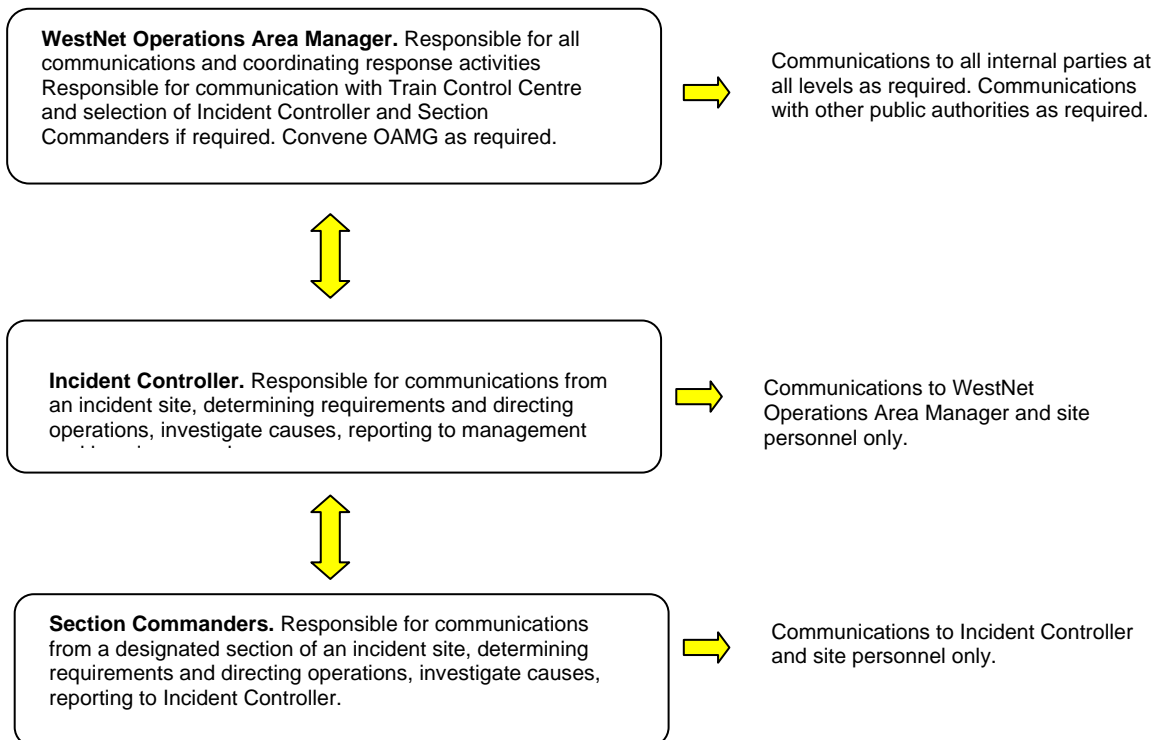 WestNet Operations Area Manager. Responsible for all
communications and coordinating response activities
Responsible for communication with Train Control Centre
and selection of Incident Controller and Section
Commanders if required. Convene OAMG as required.
Communications to all internal parties at
all levels as required. Communications
with other public authorities as required.
Incident Controller. Responsible for communications from
an incident site, determining requirements and directing
operations, investigate causes, reporting to management
Communications to WestNet
Operations Area Manager and site
personnel only.
Section Commanders. Responsible for communications
from a designated section of an incident site, determining
requirements and directing operations, investigate causes,
reporting to Incident Controller.
Communications to Incident Controller
and site personnel only.